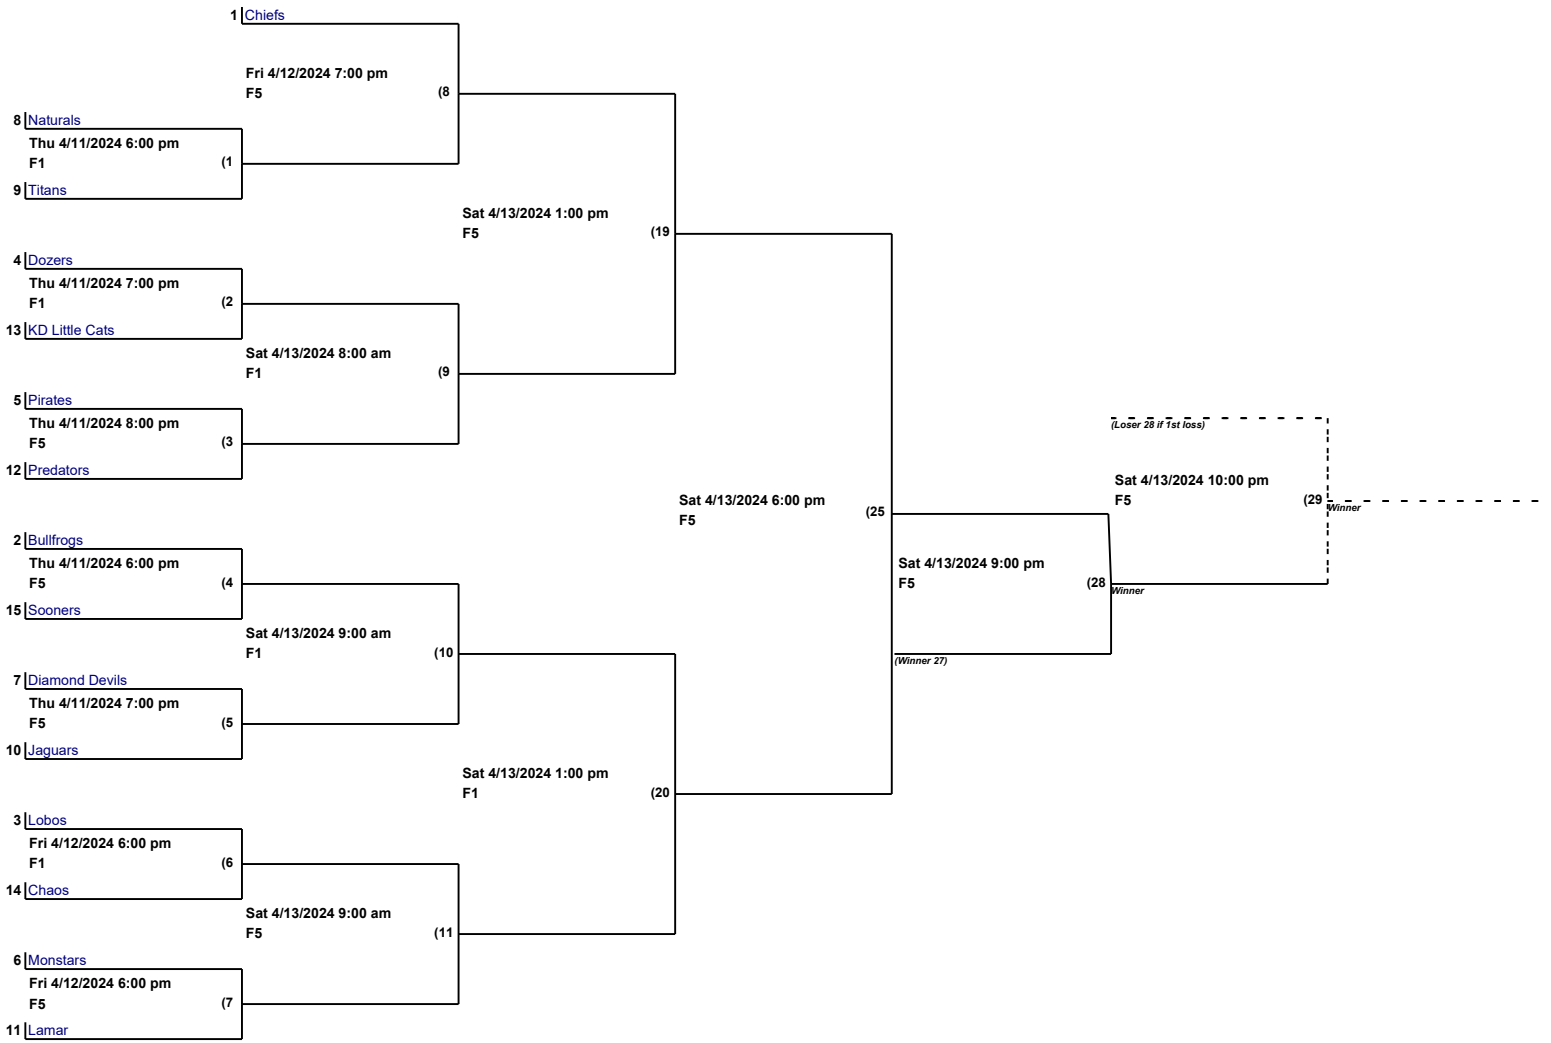 1 Chiefs
Fri 4/12/2024 7:00 pm
F5 (8
8 Naturals
Thu 4/11/2024 6:00 pm
F1 (1
9 Titans
Sat 4/13/2024 1:00 pm
F5 (19
4 Dozers
Thu 4/11/2024 7:00 pm
F1 (2
13 KD Little Cats
Sat 4/13/2024 8:00 am
F1 (9
5 Pirates
Thu 4/11/2024 8:00 pm
F5 (3
12 Predators
(Loser 28 if 1st loss)
Sat 4/13/2024 10:00 pm
F5 (29
Winner
Sat 4/13/2024 6:00 pm
F5 (25
2 Bullfrogs
Thu 4/11/2024 6:00 pm
F5 (4
15 Sooners
Sat 4/13/2024 9:00 pm
F5 (28
Winner
(Winner 27)
Sat 4/13/2024 9:00 am
F1 (10
7 Diamond Devils
Thu 4/11/2024 7:00 pm
F5 (5
10 Jaguars
Sat 4/13/2024 1:00 pm
F1 (20
3 Lobos
Fri 4/12/2024 6:00 pm
F1 (6
14 Chaos
Sat 4/13/2024 9:00 am
F5 (11
6 Monstars
Fri 4/12/2024 6:00 pm
F5 (7
11 Lamar